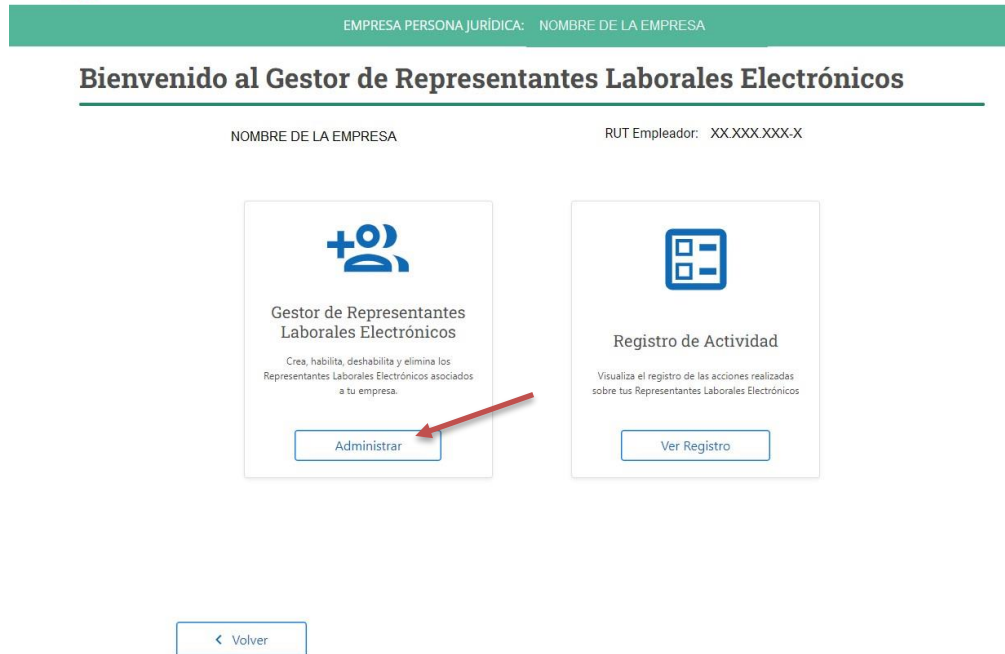 EMPRESA PERSONA JURÍDICA: NOMBRE DE LA EMPRESA
Bienvenido al Gestor de Representantes Laborales Electrónicos
NOMBRE DE LA EMPRESA
RUT Empleador: XX.XXX.XXX-X
Gestor de Representantes
Laborales Electrónicos
Crea, habilita, deshabilita y elimina los
Representantes Laborales Electrónicos asociados
a tu empresa.
Administrar
Registro de Actividad
Visualiza el registro de las acciones realizadas
sobre tus Representantes Laborales Electrónicos
Ver Registro
Volver